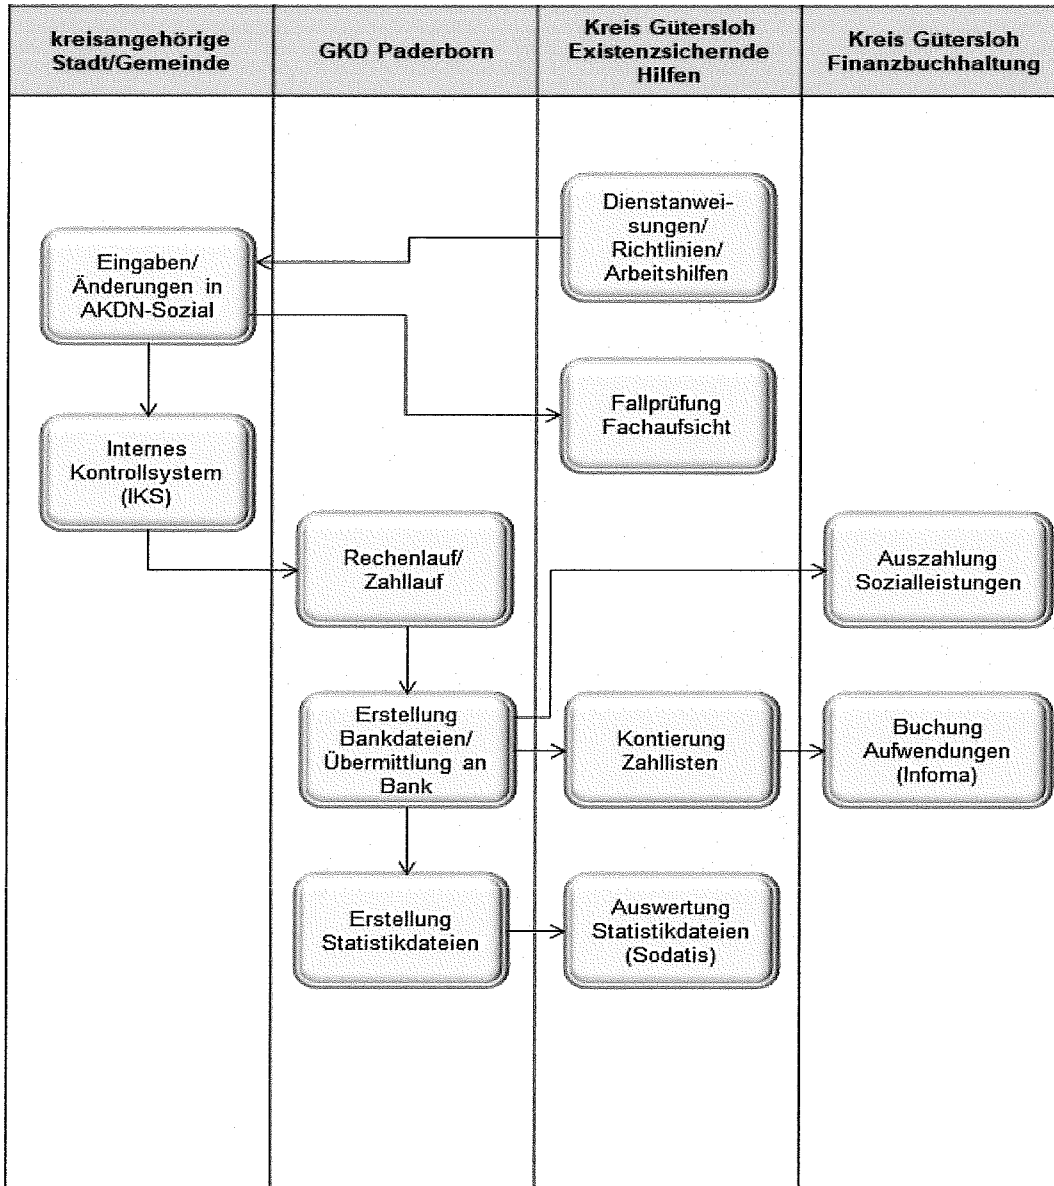 kreisangehörige
Stadt/Gemeinde
GKD Paderborn
Kreis Gütersloh
Existenzsichernde
Hilfen
Kreis Gütersloh
Finanzbuchhaltung
Dienstanwei-
sungen/
Richtlinien/
Arbeitshilfen
Eingaben/
Änderungen in
AKDN-Sozial
Fallprüfung
Fachaufsicht
Internes
Kontrollsystem
(IKS)
Rechenlauf/
Zahllauf
Auszahlung
Sozialleistungen
Erstellung
Bankdateien/
Übermittlung an
Bank
Kontierung
Zahllisten
Buchung
Aufwendungen
(Infoma)
Erstellung
Statistikdateien
Auswertung
Statistikdateien
(Sodatis)